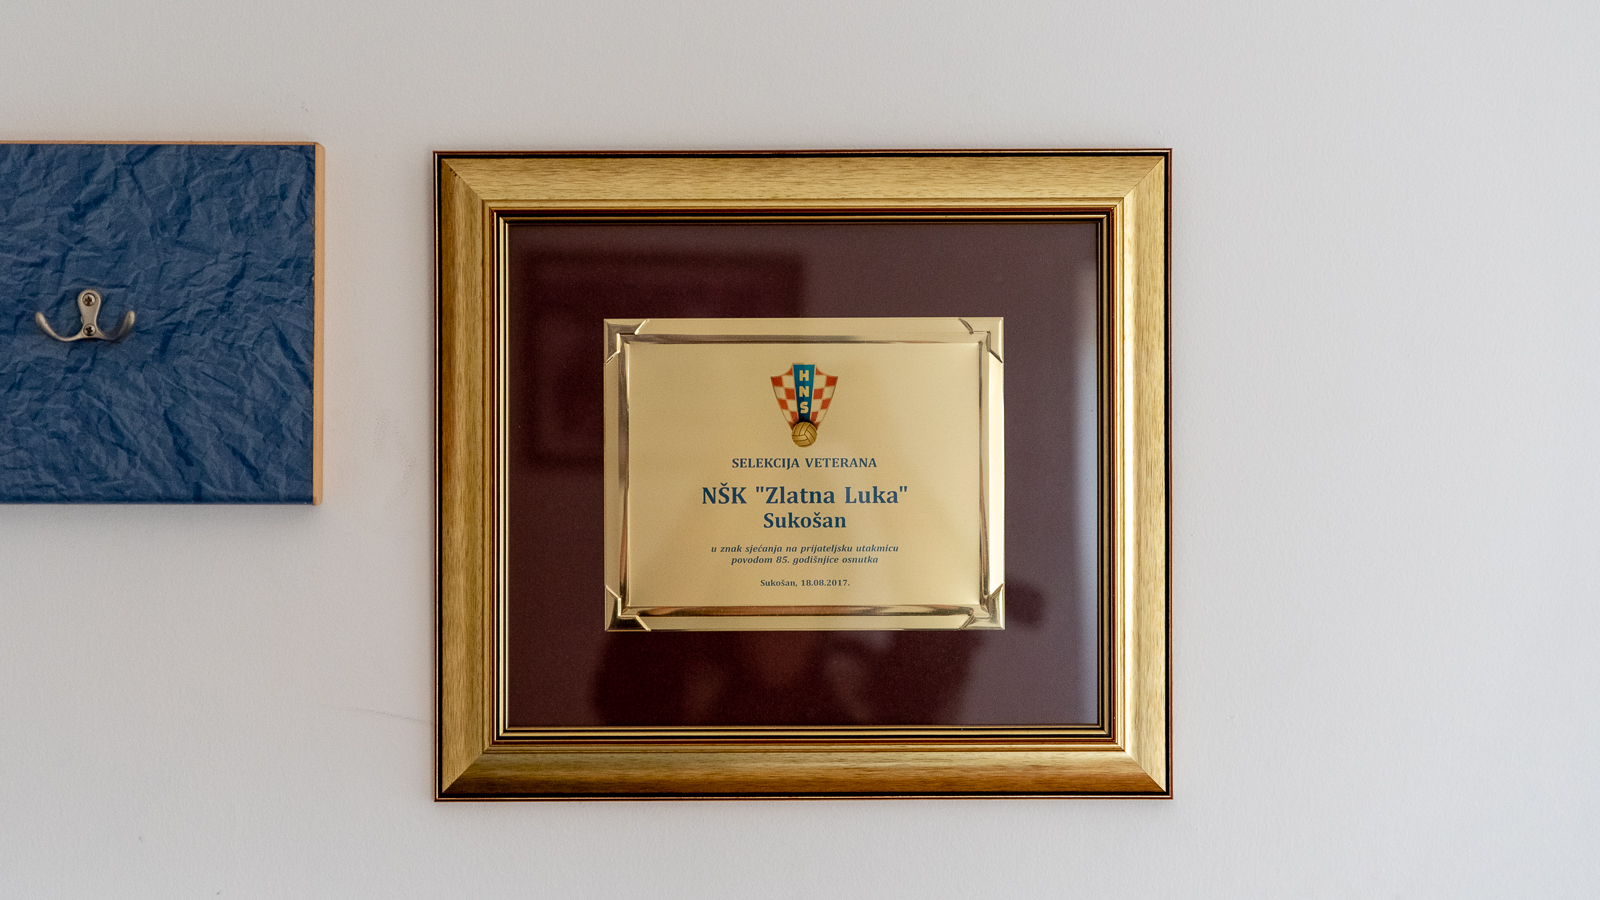 HNS
SELEKCIJA VETERANA
NŠK "Zlatna Luka"
Sukošan
u znak sjećanja na prijateljsku utakmicu
povodom 85. godišnjice osnutka
Sukošan, 18.08.2017.